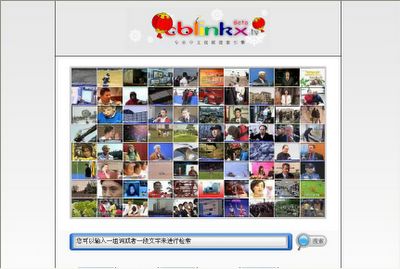 Beta
cblinkx.tv
专业中文视频搜索引擎
您可以输入一组词或者一段文字来进行检索
搜索